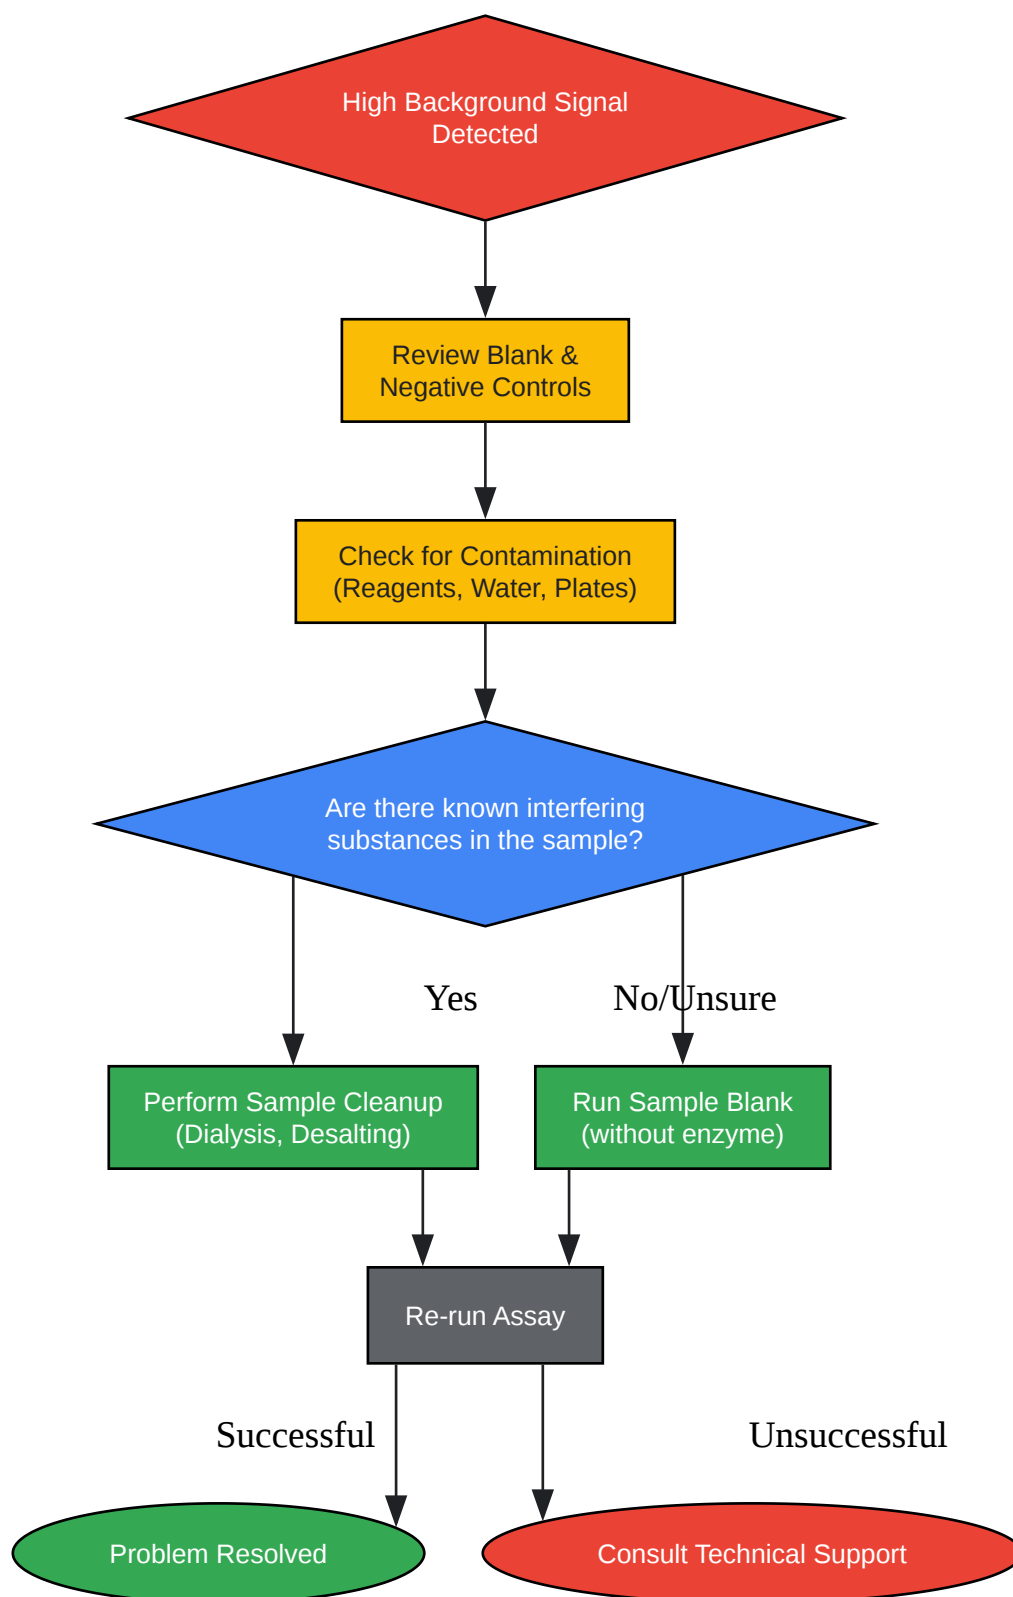 High Background Signal
Detected
Review Blank &
Negative Controls
Check for Contamination
(Reagents, Water, Plates)
Are there known interfering
substances in the sample?
Yes
No/Unsure
Perform Sample Cleanup
(Dialysis, Desalting)
Run Sample Blank
(without enzyme)
Re-run Assay
Successful
Unsuccessful
Problem Resolved
Consult Technical Support